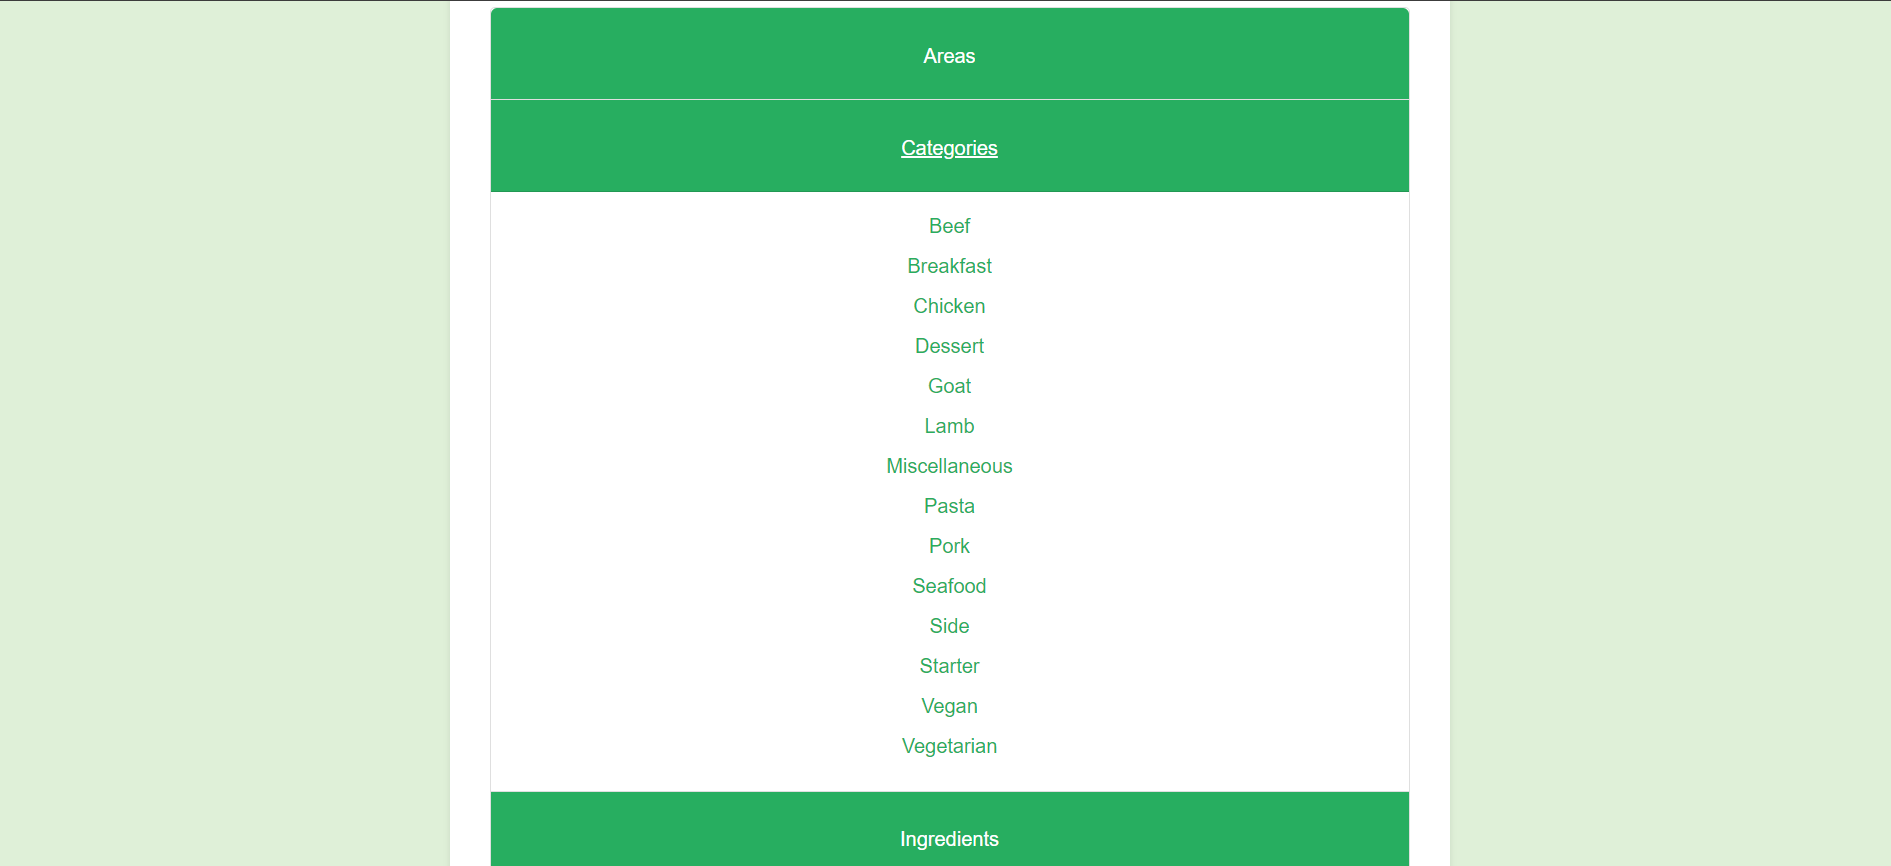 Areas
Categories
Beef
Breakfast
Chicken
Dessert
Goat
Lamb
Miscellaneous
Pasta
Pork
Seafood
Side
Starter
Vegan
Vegetarian
Ingredients